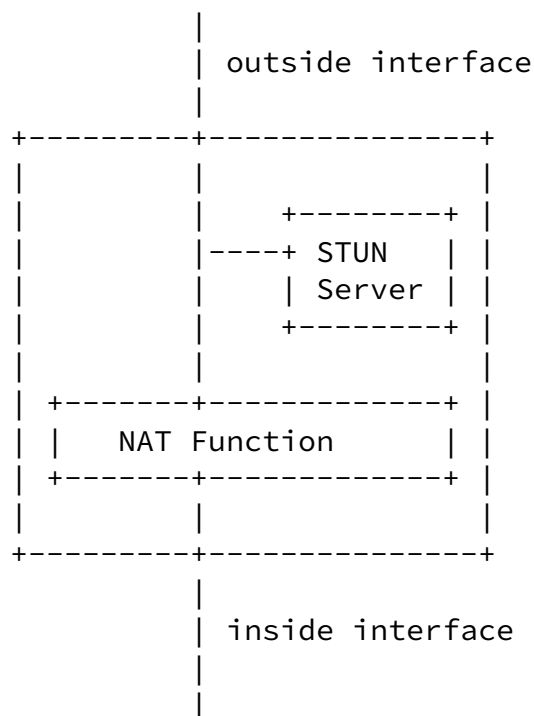 outside interface
STUN
Server
NAT Function
inside interface